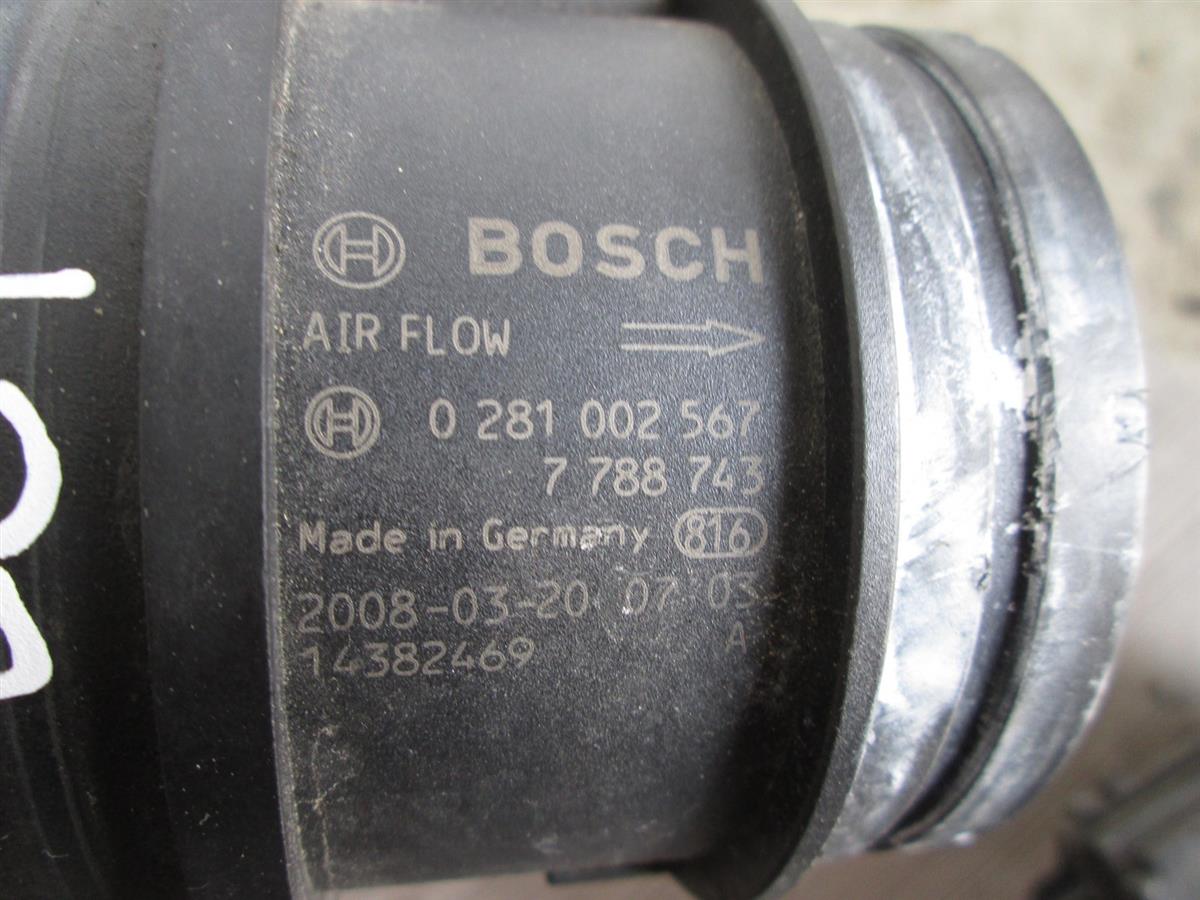 BOSCH
AIR FLOW
0 281 002 567
7 788 743
Made in Germany 816
2008-03-20 07 03
14382469 A